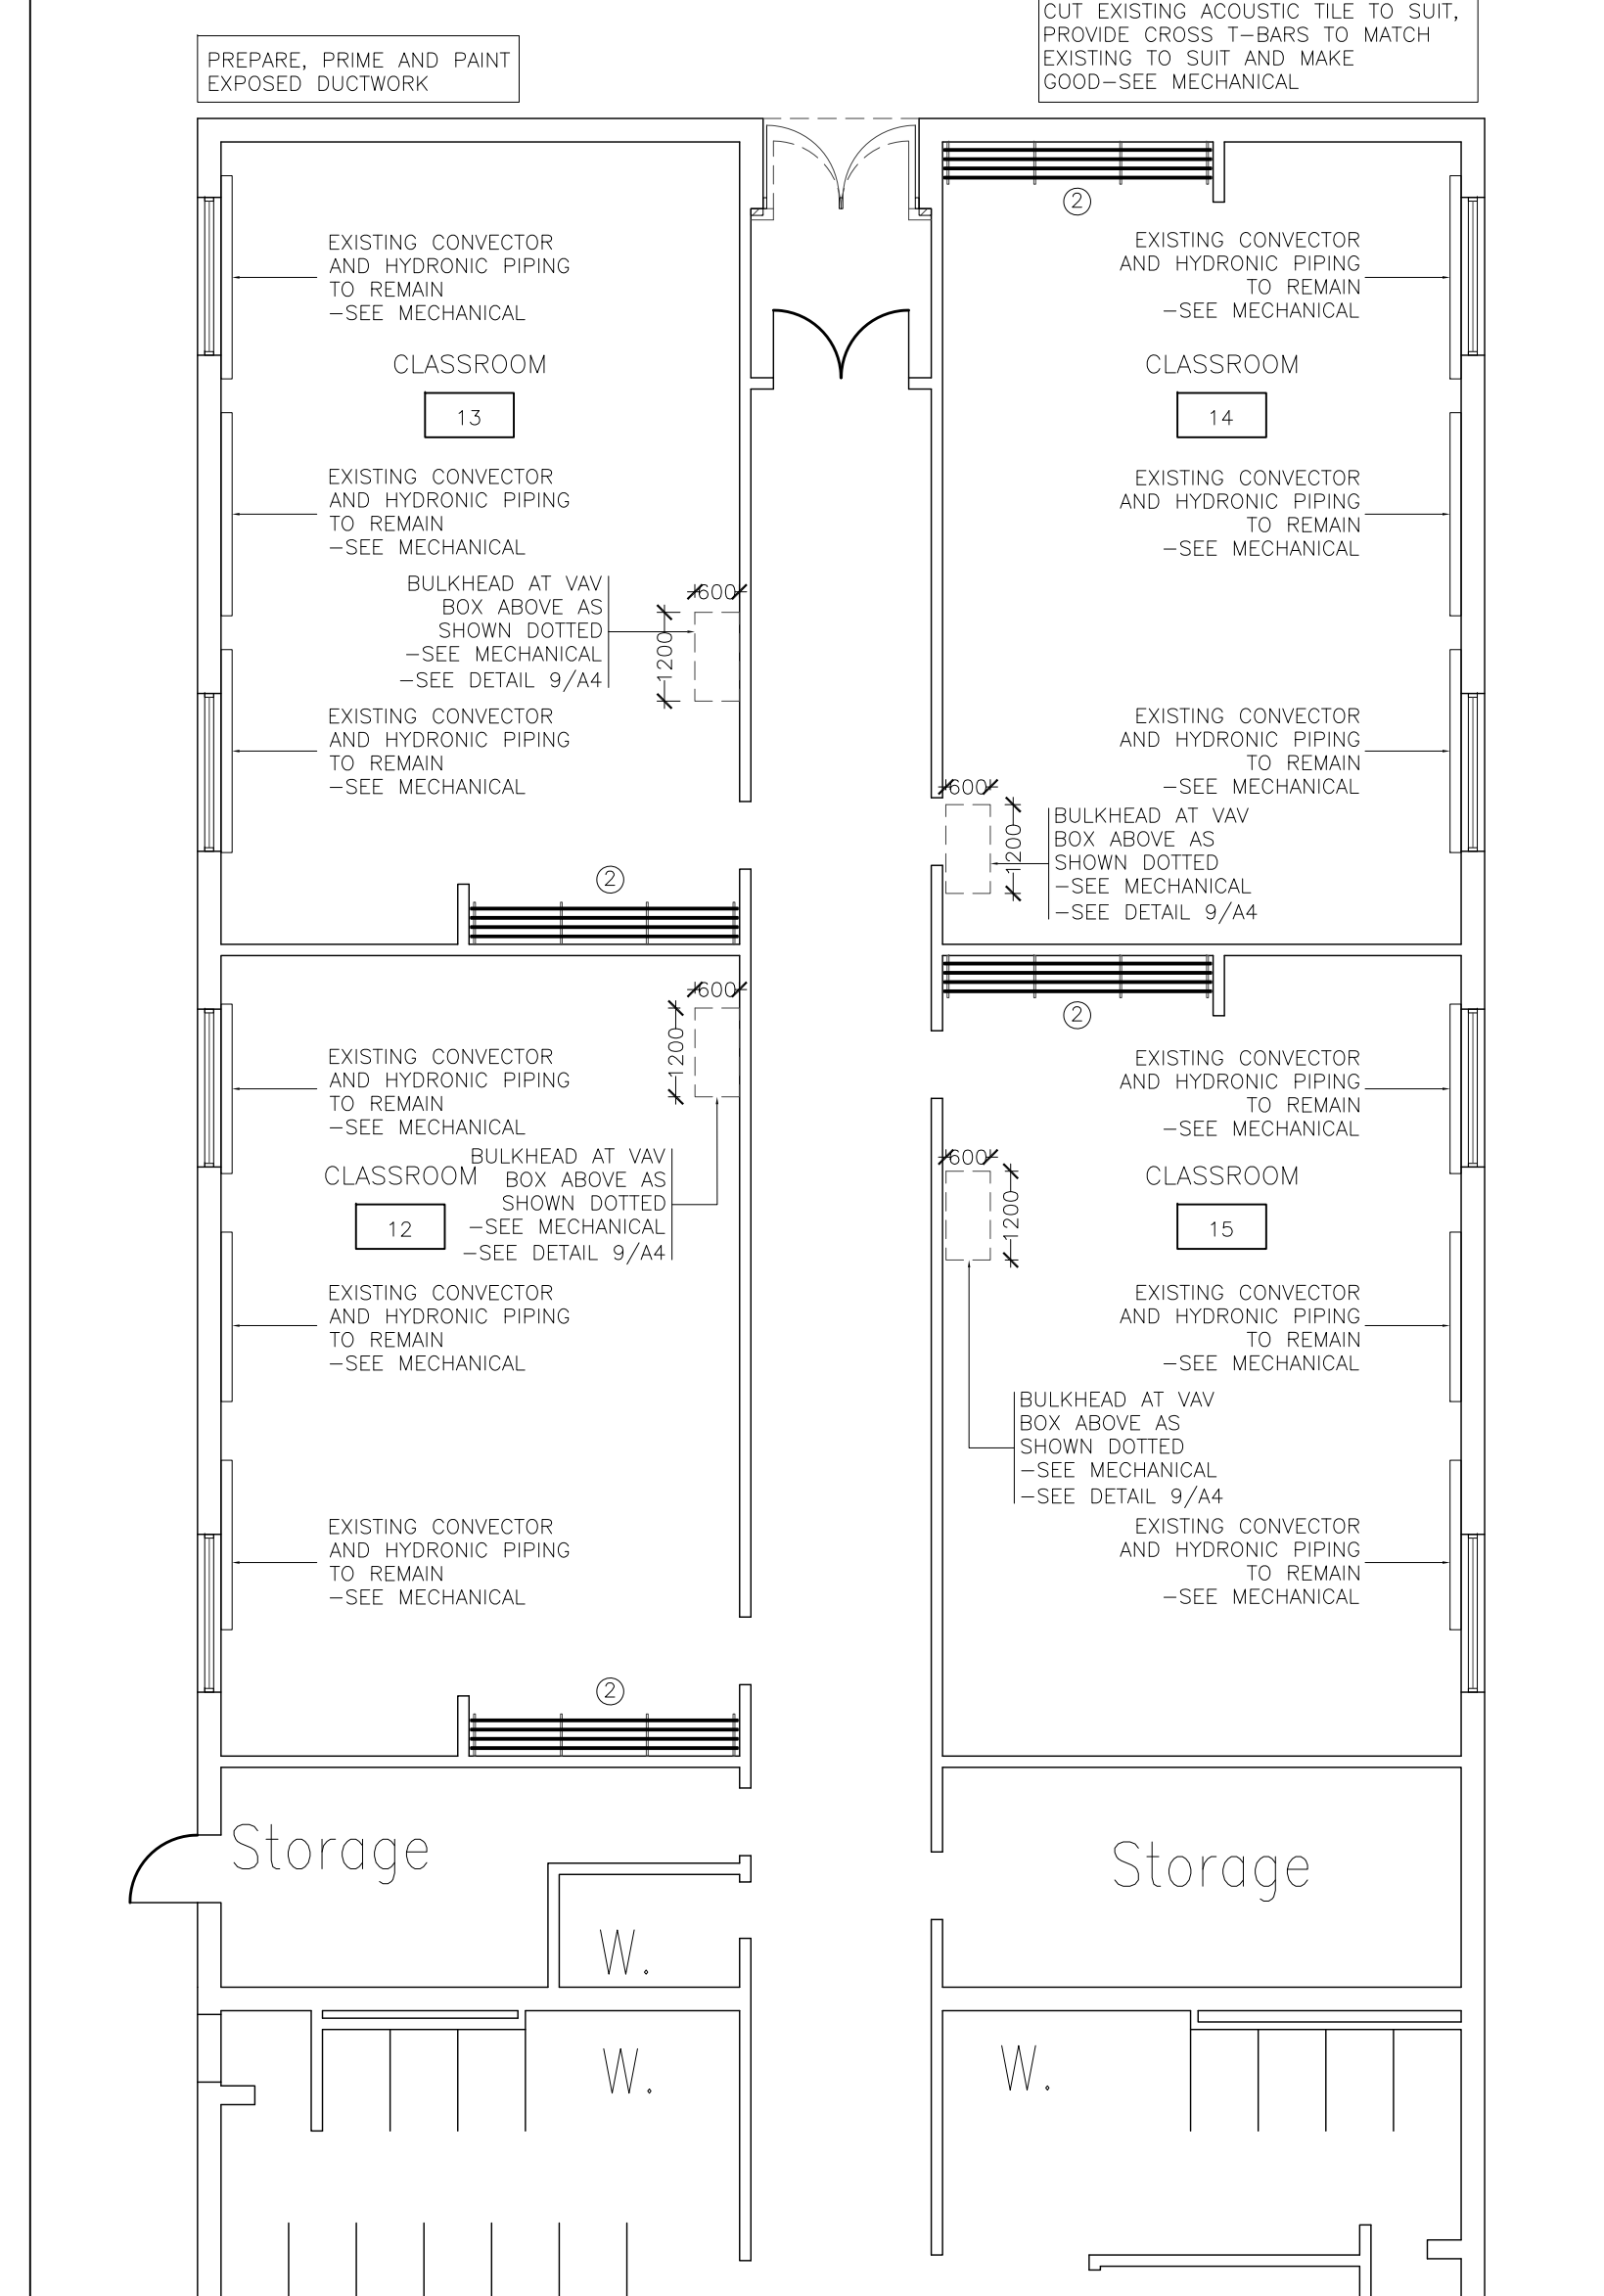 CUT EXISTING ACOUSTIC TILE TO SUIT,
PROVIDE CROSS T-BARS TO MATCH
EXISTING TO SUIT AND MAKE
GOOD-SEE MECHANICAL
PREPARE, PRIME AND PAINT
EXPOSED DUCTWORK
2
EXISTING CONVECTOR
AND HYDRONIC PIPING
TO REMAIN
-SEE MECHANICAL
CLASSROOM
13
EXISTING CONVECTOR
AND HYDRONIC PIPING
TO REMAIN
-SEE MECHANICAL
BULKHEAD AT VAV
BOX ABOVE AS
SHOWN DOTTED
-SEE MECHANICAL
-SEE DETAIL 9/A4
600
1200
EXISTING CONVECTOR
AND HYDRONIC PIPING
TO REMAIN
-SEE MECHANICAL
2
EXISTING CONVECTOR
AND HYDRONIC PIPING
TO REMAIN
-SEE MECHANICAL
CLASSROOM
14
EXISTING CONVECTOR
AND HYDRONIC PIPING
TO REMAIN
-SEE MECHANICAL
EXISTING CONVECTOR
AND HYDRONIC PIPING
TO REMAIN
-SEE MECHANICAL
600
1200
BULKHEAD AT VAV
BOX ABOVE AS
SHOWN DOTTED
-SEE MECHANICAL
-SEE DETAIL 9/A4
600
1200
EXISTING CONVECTOR
AND HYDRONIC PIPING
TO REMAIN
-SEE MECHANICAL
BULKHEAD AT VAV
BOX ABOVE AS
SHOWN DOTTED
-SEE MECHANICAL
-SEE DETAIL 9/A4
CLASSROOM
12
EXISTING CONVECTOR
AND HYDRONIC PIPING
TO REMAIN
-SEE MECHANICAL
EXISTING CONVECTOR
AND HYDRONIC PIPING
TO REMAIN
-SEE MECHANICAL
2
2
EXISTING CONVECTOR
AND HYDRONIC PIPING
TO REMAIN
-SEE MECHANICAL
600
1200
CLASSROOM
15
EXISTING CONVECTOR
AND HYDRONIC PIPING
TO REMAIN
-SEE MECHANICAL
BULKHEAD AT VAV
BOX ABOVE AS
SHOWN DOTTED
-SEE MECHANICAL
-SEE DETAIL 9/A4
EXISTING CONVECTOR
AND HYDRONIC PIPING
TO REMAIN
-SEE MECHANICAL
Storage
Storage
W.
W.
W.